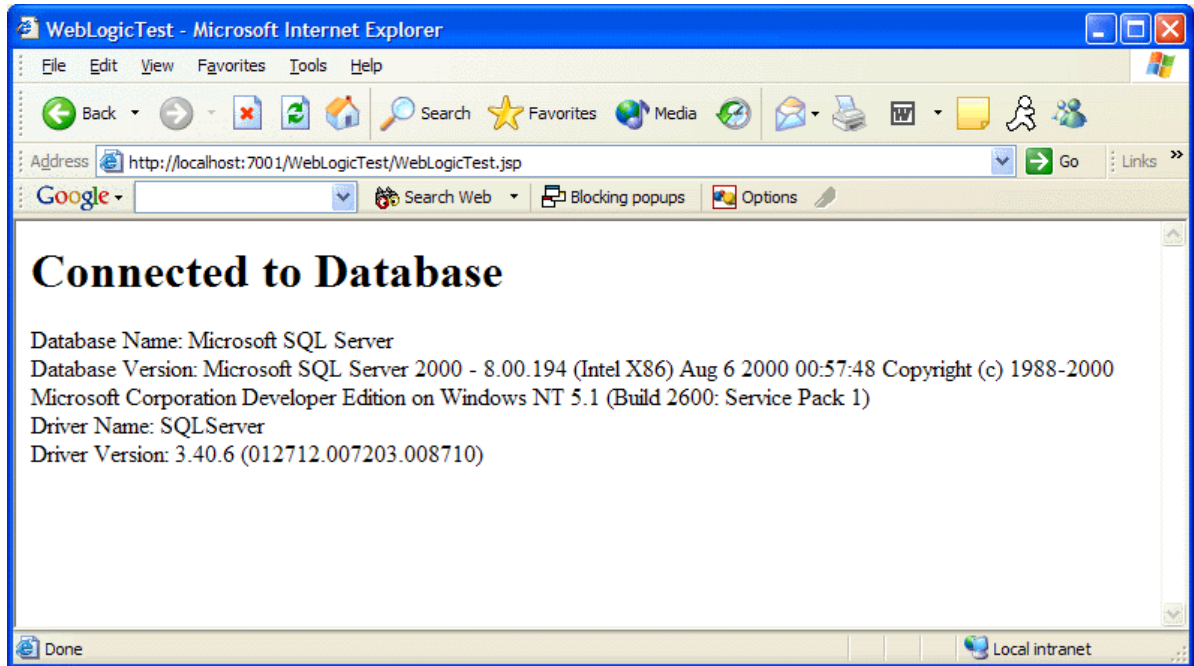 WebLogicTest - Microsoft Internet Explorer
File Edit View Favorites Tools Help
Back Search Favorites Media
Address http://localhost:7001/WebLogicTest/WebLogicTest.jsp Go Links »
Google Search Web Blocking popups Options
Connected to Database
Database Name: Microsoft SQL Server
Database Version: Microsoft SQL Server 2000 - 8.00.194 (Intel X86) Aug 6 2000 00:57:48 Copyright (c) 1988-2000
Microsoft Corporation Developer Edition on Windows NT 5.1 (Build 2600: Service Pack 1)
Driver Name: SQLServer
Driver Version: 3.40.6 (012712.007203.008710)
Done Local intranet